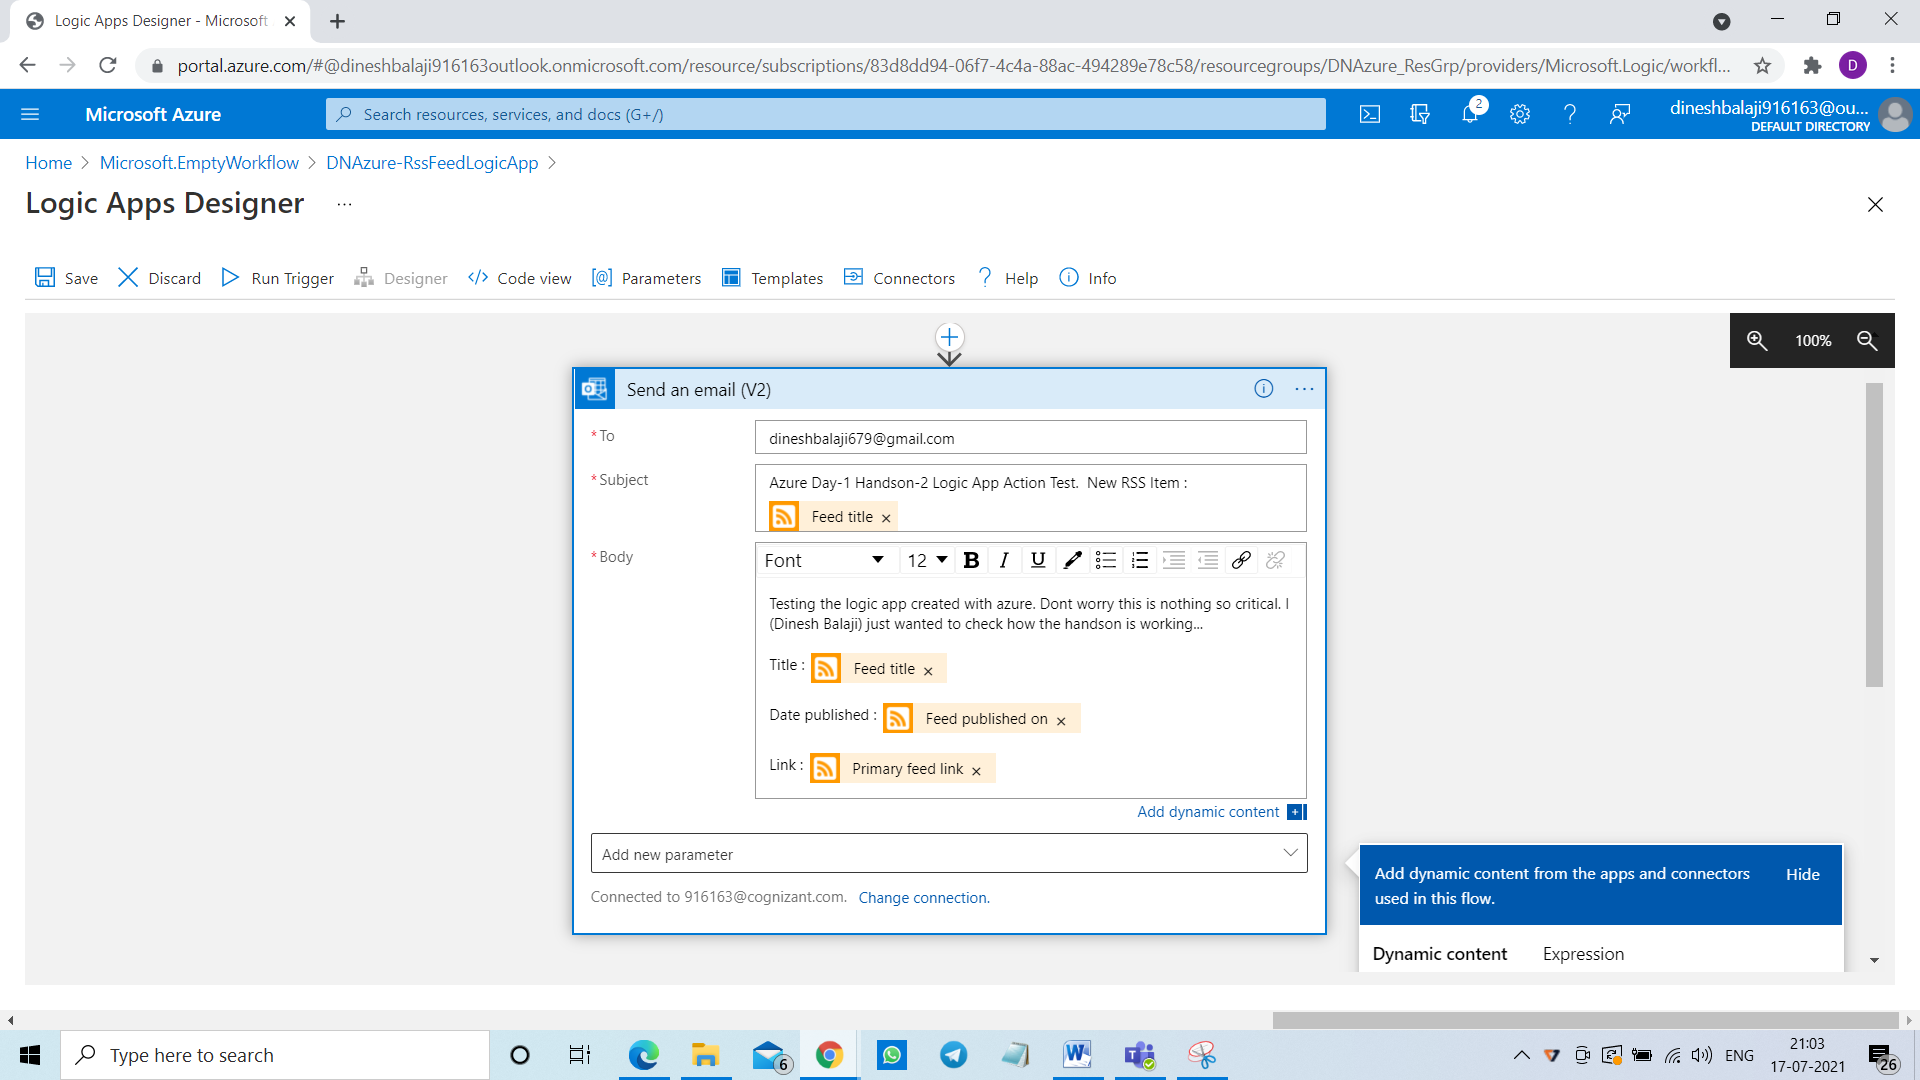 Logic Apps Designer - Microsoft
portal.azure.com/#@dineshbalaji916163outlook.onmicrosoft.com/resource/subscriptions/83d8dd94-06f7-4c4a-88ac-494289e78c58/resourcegroups/DNAzure_ResGrp/providers/Microsoft.Logic/workfl...
D
Microsoft Azure
Search resources, services, and docs (G+/)
2
dineshbalaji916163@ou...
DEFAULT DIRECTORY
Home > Microsoft.EmptyWorkflow > DNAzure-RssFeedLogicApp >
Logic Apps Designer ...
Save Discard Run Trigger Designer Code view Parameters Templates Connectors Help Info
100%
Send an email (V2)
* To
dineshbalaji679@gmail.com
* Subject
Azure Day-1 Handson-2 Logic App Action Test.  New RSS Item :
Feed title ×
* Body
Font 12 B I U
Testing the logic app created with azure. Dont worry this is nothing so critical. I
(Dinesh Balaji) just wanted to check how the handson is working...
Title : Feed title ×
Date published : Feed published on ×
Link : Primary feed link ×
Add dynamic content
Add new parameter
Connected to 916163@cognizant.com. Change connection.
Add dynamic content from the apps and connectors
used in this flow.
Hide
Dynamic content Expression
Type here to search
6
ENG
21:03
17-07-2021
26